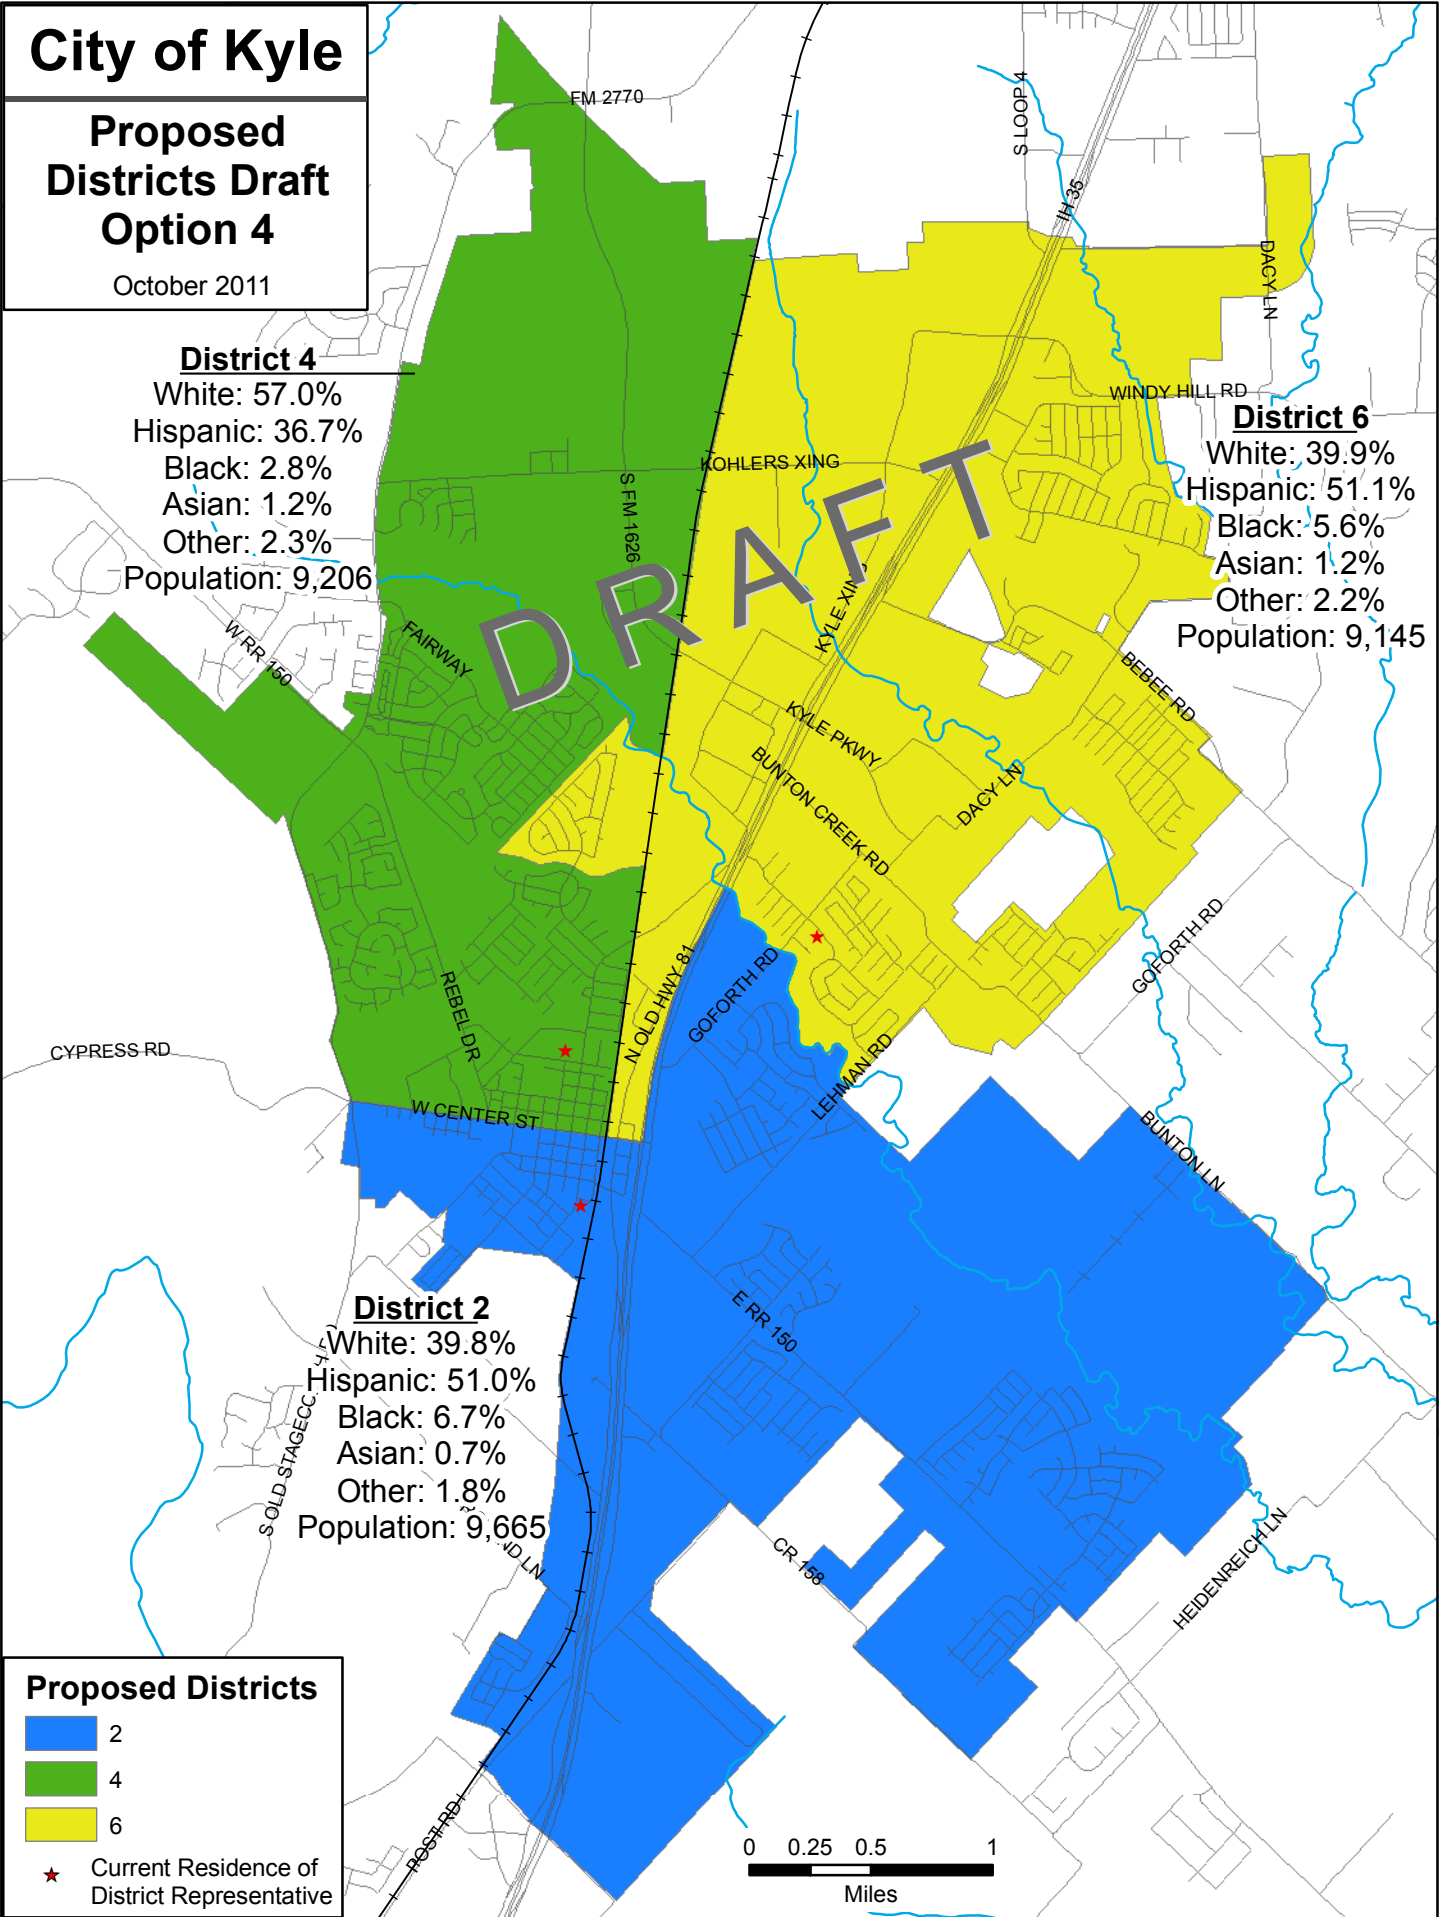 City of Kyle
Proposed
Districts Draft
Option 4
October 2011
FM 2770
S LOOP 4
IH 35
DACY LN
District 4
White: 57.0%
Hispanic: 36.7%
Black: 2.8%
Asian: 1.2%
Other: 2.3%
Population: 9,206
WINDY HILL RD
District 6
White: 39.9%
Hispanic: 51.1%
Black: 5.6%
Asian: 1.2%
Other: 2.2%
Population: 9,145
KOHLERS XING
S FM 1626
DRAFT
KYLE XING
W RR 150
FAIRWAY
BEBEE RD
KYLE PKWY
BUNTON CREEK RD
DACY LN
GOFORTH RD
N OLD HWY 81
GOFORTH RD
REBEL DR
CYPRESS RD
LEHMAN RD
W CENTER ST
BUNTON LN
E RR 150
District 2
White: 39.8%
Hispanic: 51.0%
Black: 6.7%
Asian: 0.7%
Other: 1.8%
Population: 9,665
S OLD STAGECO
ND LN
CR 158
HEIDENREICH LN
POST RD
Proposed Districts
2
4
6
Current Residence of
District Representative
0 0.25 0.5 1
Miles